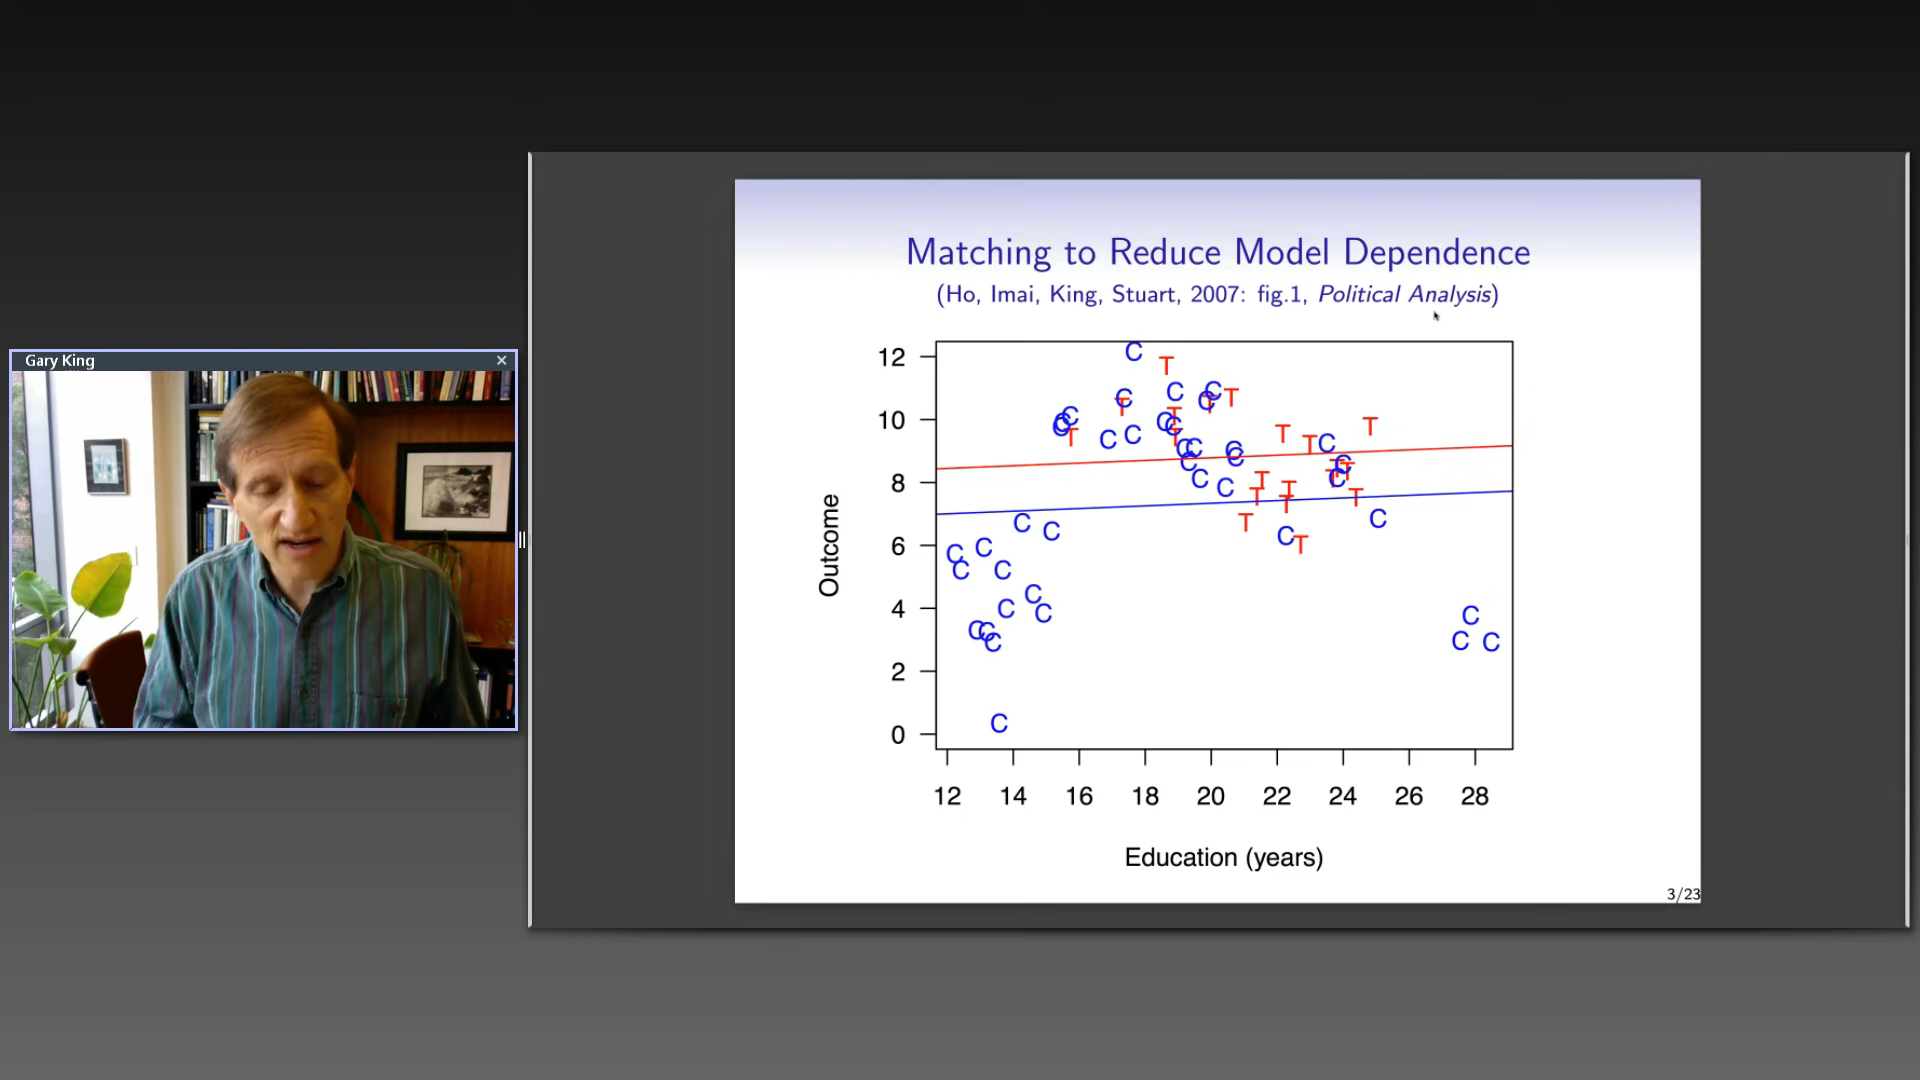 Gary King
Matching to Reduce Model Dependence
(Ho, Imai, King, Stuart, 2007: fig.1, Political Analysis)
12
10
8
6
4
2
0
Outcome
12 14 16 18 20 22 24 26 28
Education (years)
3/23